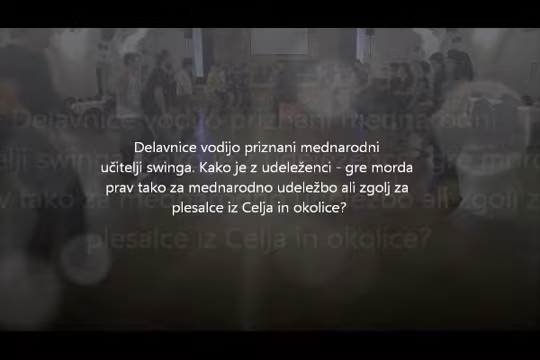 Delavnice vodijo priznani mednarodni
učitelji swinga. Kako je z udeleženci - gre morda
prav tako za mednarodno udeležbo ali zgolj za
plesalce iz Celja in okolice?